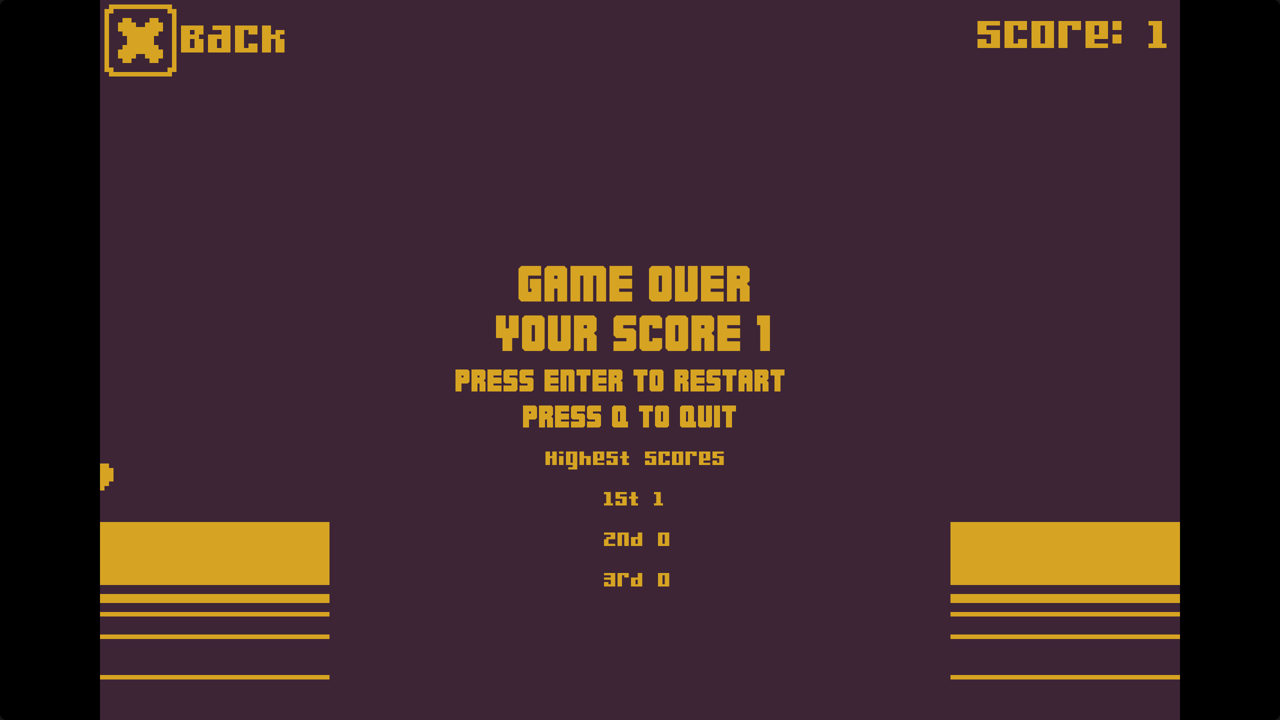 Back
Score: 1
GAME OVER
YOUR SCORE 1
PRESS ENTER TO RESTART
PRESS Q TO QUIT
Highest scores
1st 1
2nd 0
3rd 0